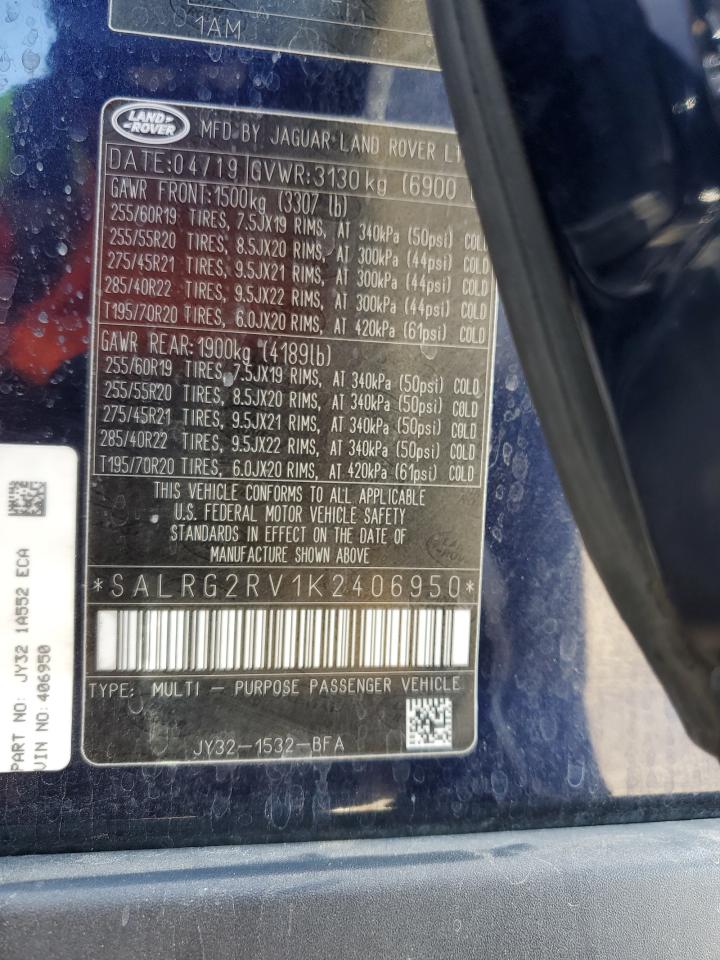 1AM
LAND
ROVER
MFD BY JAGUAR LAND ROVER
DATE:04/19 GVWR:3130 kg (6900
GAWR FRONT:1500kg (3307 lb)
255/60R19 TIRES, 7.5JX19 RIMS, AT 340kPa (50psi) COLD
255/55R20 TIRES, 8.5JX20 RIMS, AT 300kPa (44psi) COLD
275/45R21 TIRES, 9.5JX21 RIMS, AT 300kPa (44psi) COLD
285/40R22 TIRES, 9.5JX22 RIMS, AT 300kPa (44psi) COLD
T195/70R20 TIRES, 6.0JX20 RIMS, AT 420kPa (61psi) COLD
GAWR REAR:1900kg (4189lb)
255/60R19 TIRES, 7.5JX19 RIMS, AT 340kPa (50psi) COLD
255/55R20 TIRES, 8.5JX20 RIMS, AT 340kPa (50psi) COLD
275/45R21 TIRES, 9.5JX21 RIMS, AT 340kPa (50psi) COLD
285/40R22 TIRES, 9.5JX22 RIMS, AT 340kPa (50psi) COLD
T195/70R20 TIRES, 6.0JX20 RIMS, AT 420kPa (61psi) COLD
THIS VEHICLE CONFORMS TO ALL APPLICABLE
U.S. FEDERAL MOTOR VEHICLE SAFETY
STANDARDS IN EFFECT ON THE DATE OF
MANUFACTURE SHOWN ABOVE
*SALRG2RV1K2406950*
TYPE: MULTI - PURPOSE PASSENGER VEHICLE
JY32-1532-BFA
PART NO: JY32 1A552 ECA
VIN NO: 406950